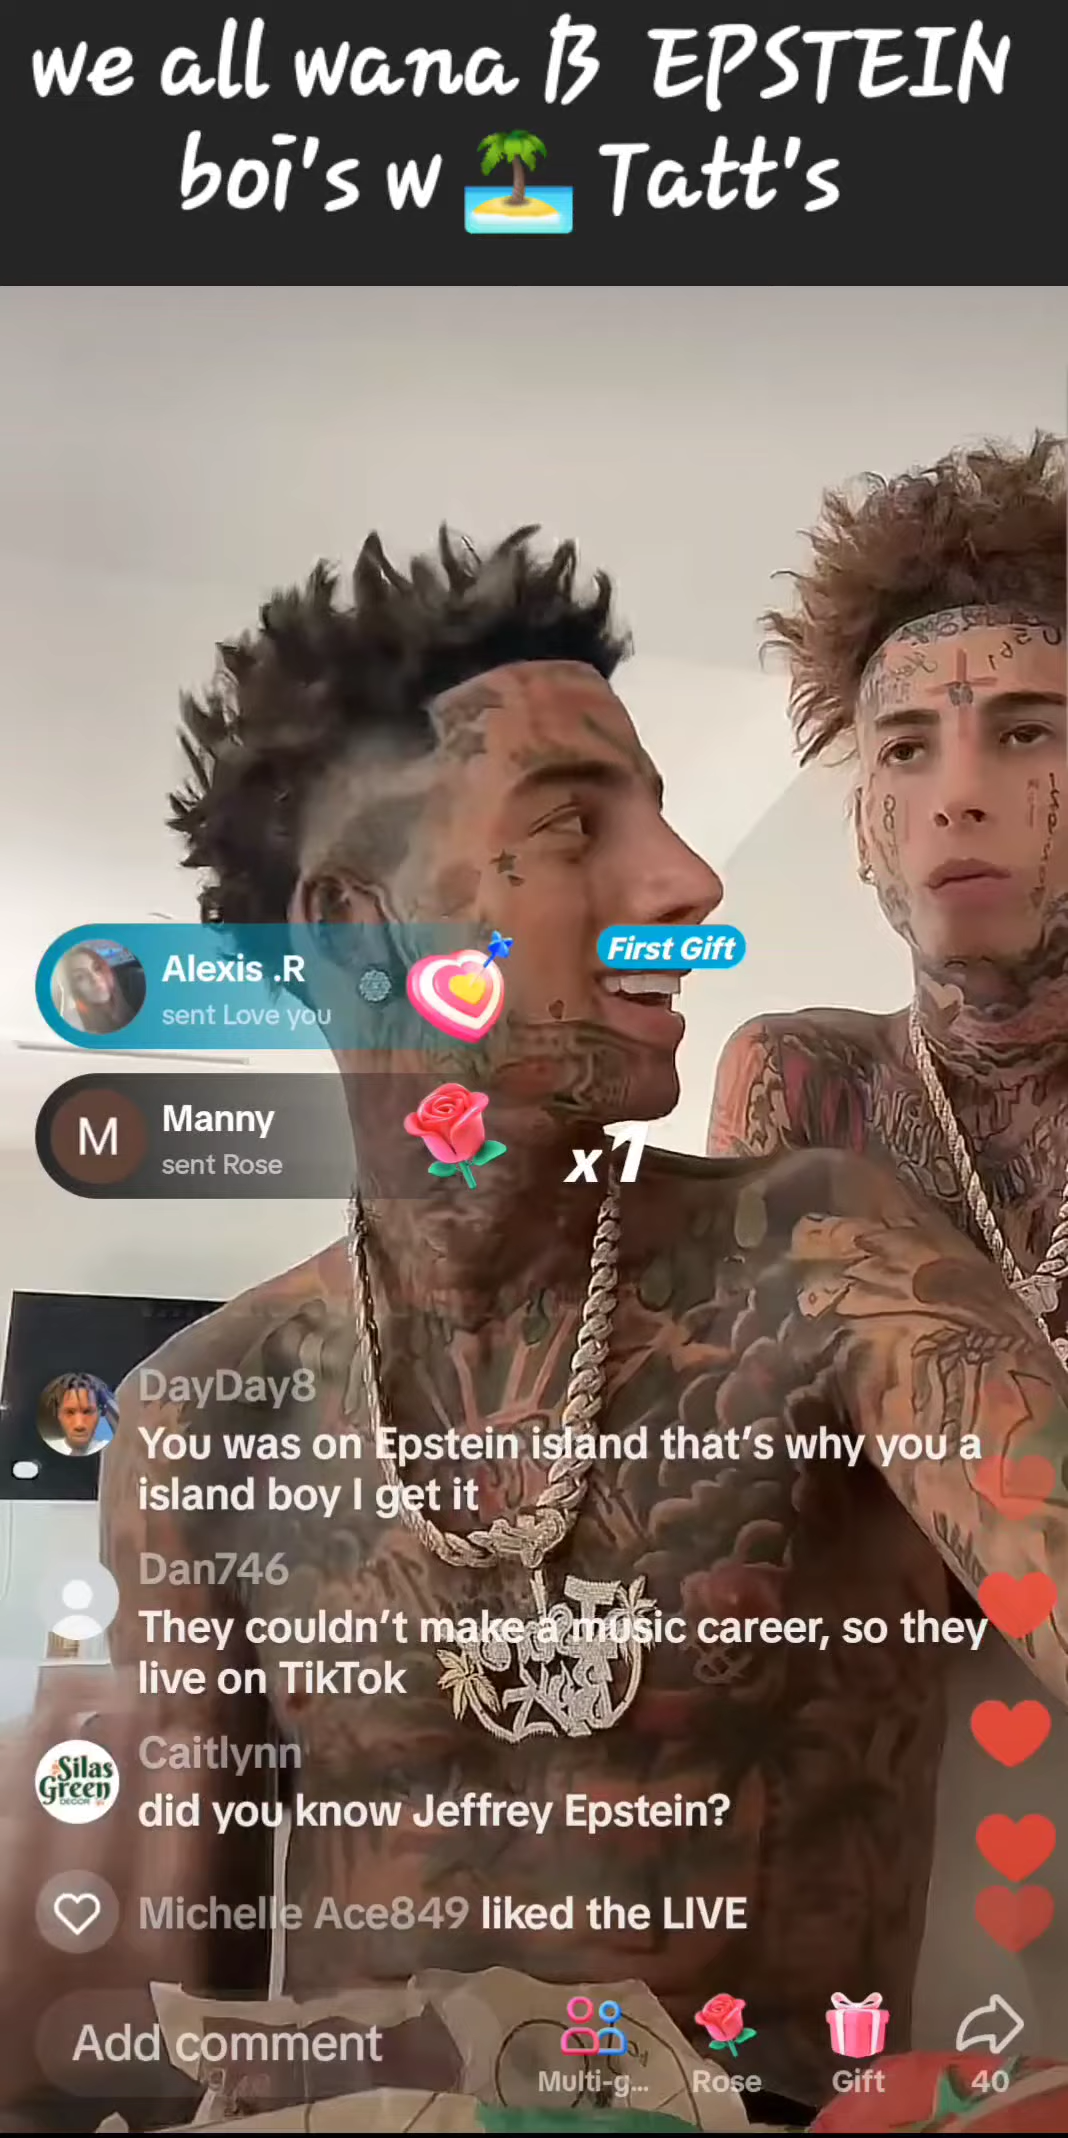 we all wana B EPSTEIN
boi's w 🏝 Tatt's
Alexis .R
sent Love you
First Gift
M
Manny
sent Rose
x1
DayDay8
You was on Epstein island that's why you a
island boy I get it
Dan746
They couldn't make a music career, so they
live on TikTok
Silas
Green
DECOR
Caitlynn
did you know Jeffrey Epstein?
Michelle Ace849 liked the LIVE
Add comment
Multi-g...
Rose
Gift
40